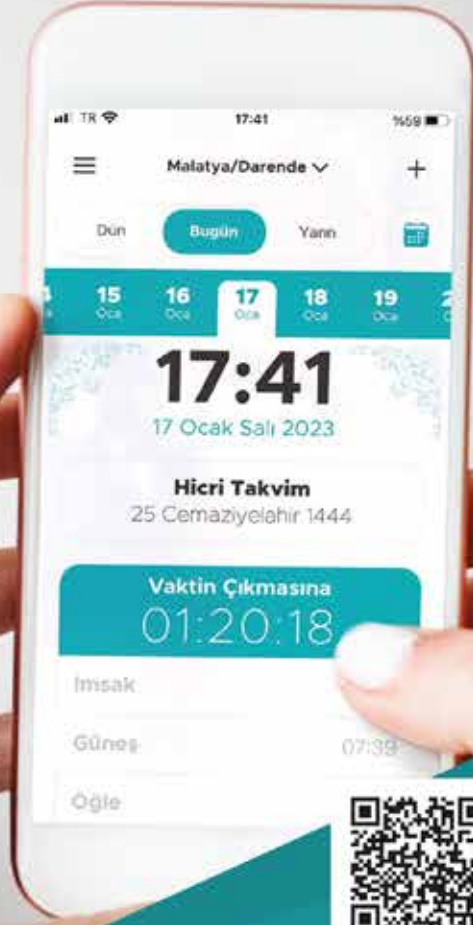 TR 17:41 %59
Malatya/Darende
Dün Bugün Yarın
15 16 17 18 19
Oca Oca Oca Oca Oca
17:41
17 Ocak Salı 2023
Hicri Takvim
25 Cemaziyelahir 1444
Vaktin Çıkmasına
01:20:18
İmsak
Güneş 07:39
Öğle